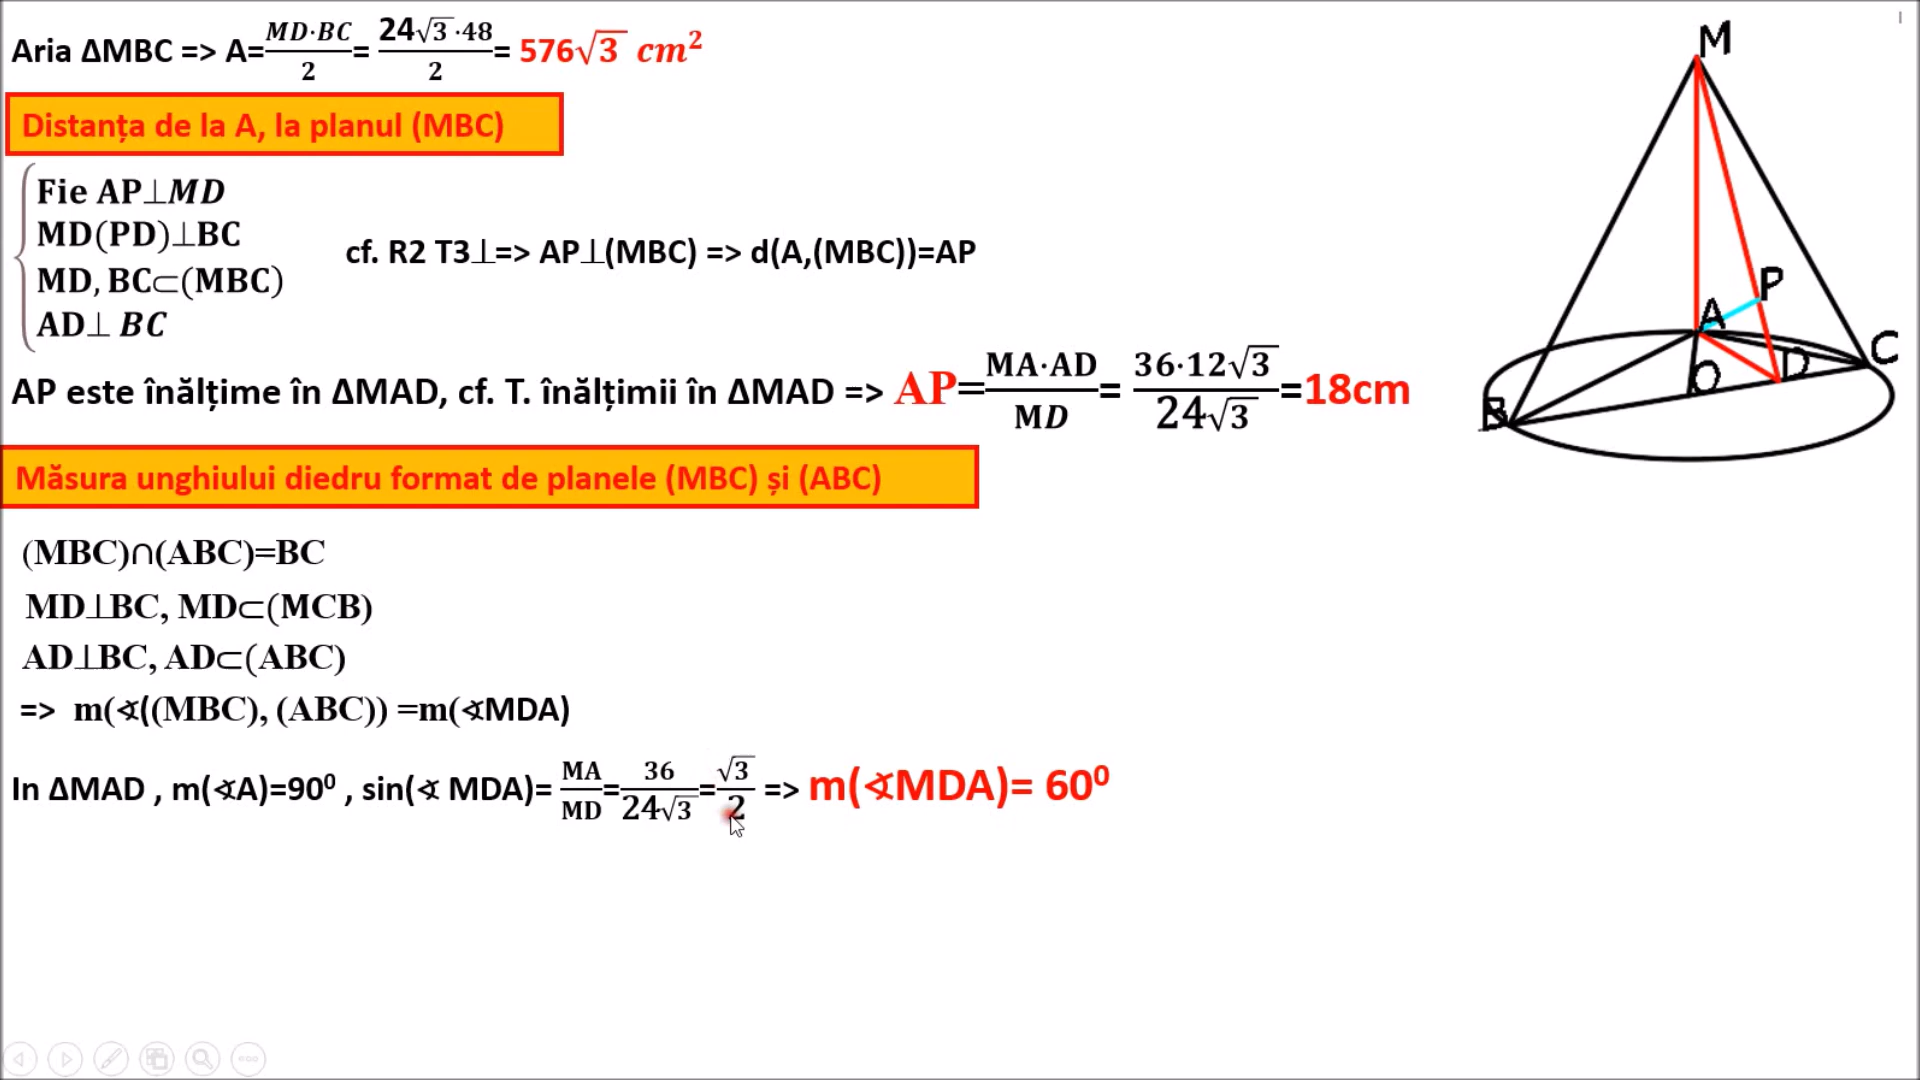 Aria ΔMBC => A=MD·BC/2= 24√3·48/2= 576√3 cm²
Distanța de la A, la planul (MBC)
Fie AP⊥MD
MD(PD)⊥BC
MD, BC⊂(MBC)
AD⊥ BC
cf. R2 T3⊥=> AP⊥(MBC) => d(A,(MBC))=AP
AP este înălțime în ΔMAD, cf. T. înălțimii în ΔMAD => AP=MA·AD/MD= 36·12√3/24√3=18cm
Măsura unghiului diedru format de planele (MBC) și (ABC)
(MBC)∩(ABC)=BC
MD⊥BC, MD⊂(MCB)
AD⊥BC, AD⊂(ABC)
=> m(∢((MBC), (ABC)) =m(∢MDA)
In ΔMAD , m(∢A)=90⁰ , sin(∢ MDA)= MA/MD=36/24√3=√3/2 => m(∢MDA)= 60⁰
M
P
A
C
D
O
B